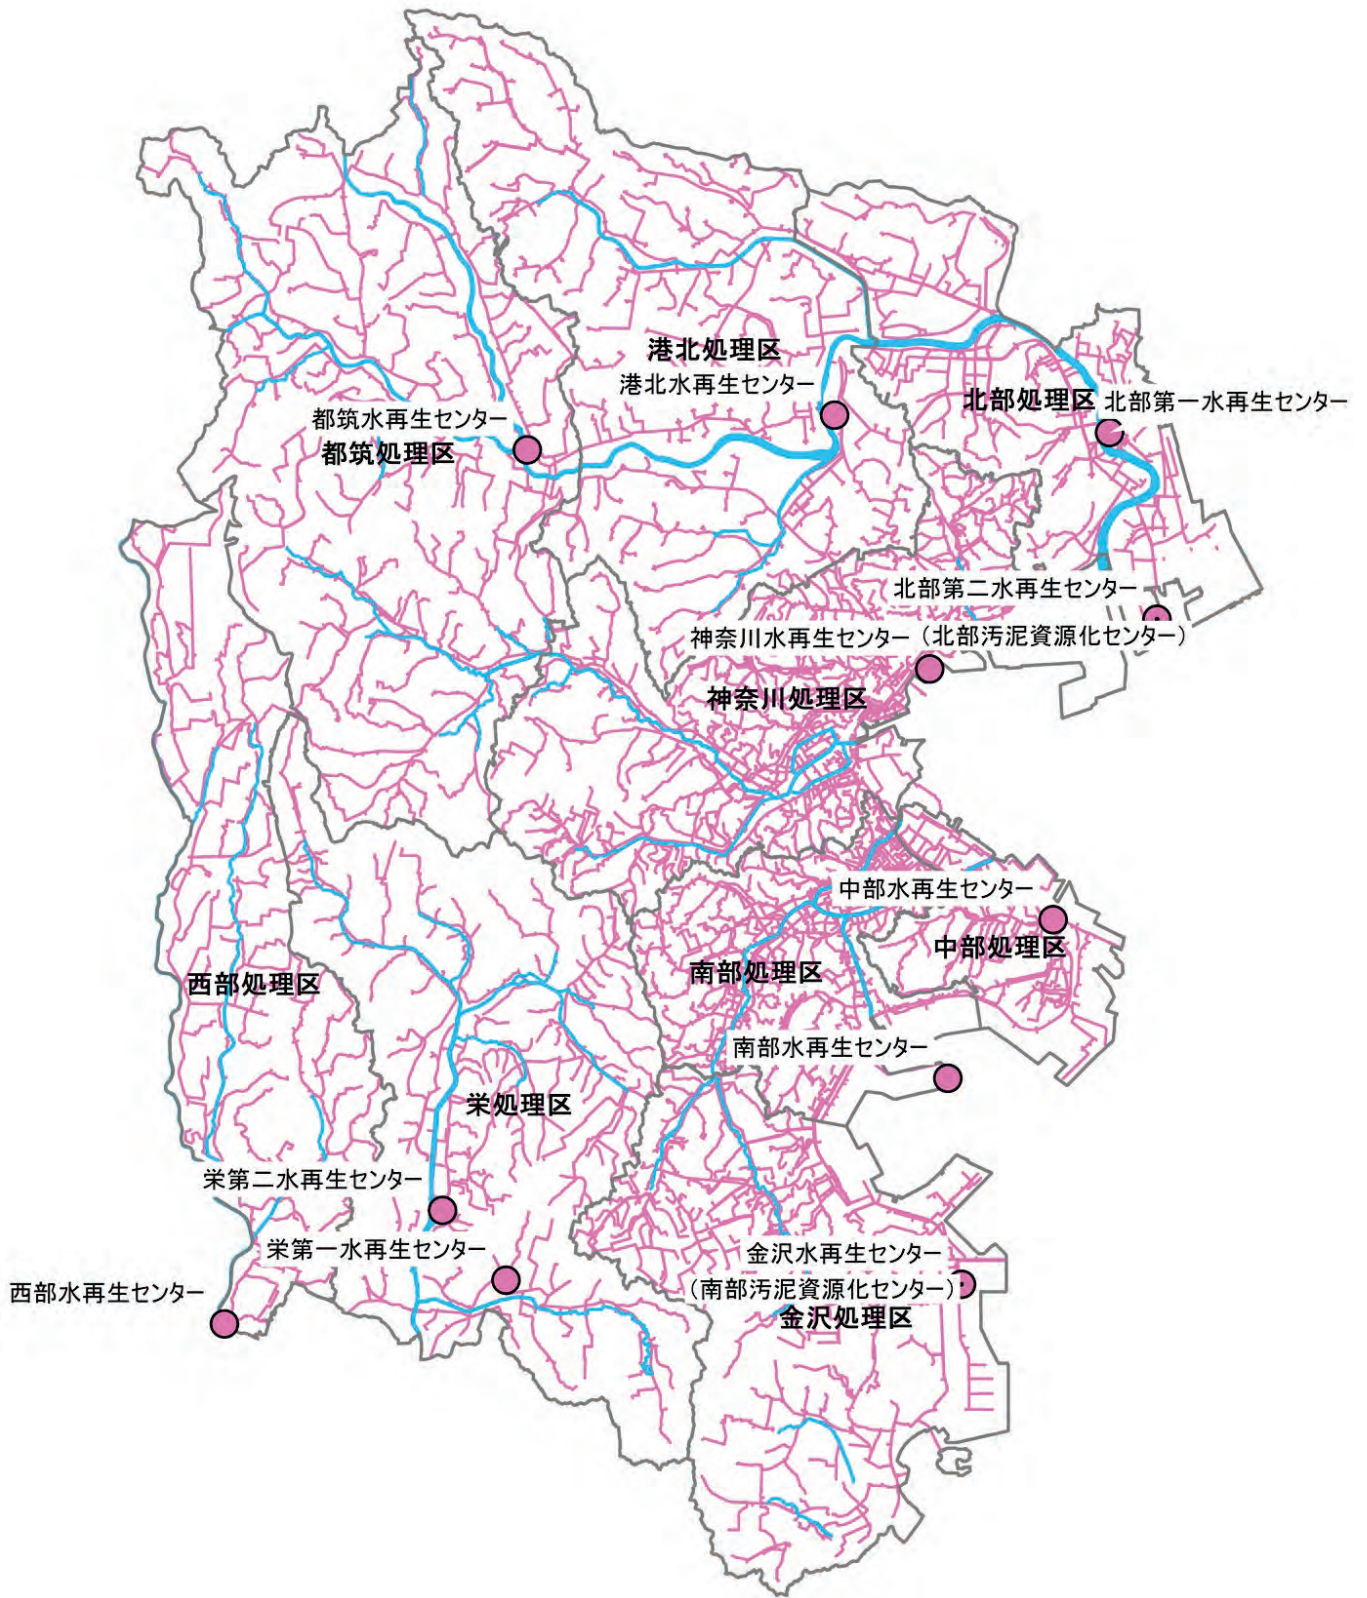 港北処理区
港北水再生センター
北部処理区
北部第一水再生センター
都筑水再生センター
都筑処理区
北部第二水再生センター
神奈川水再生センター
（北部汚泥資源化センター）
神奈川処理区
中部水再生センター
中部処理区
南部処理区
西部処理区
南部水再生センター
栄処理区
栄第二水再生センター
栄第一水再生センター
金沢水再生センター
（南部汚泥資源化センター）
西部水再生センター
金沢処理区